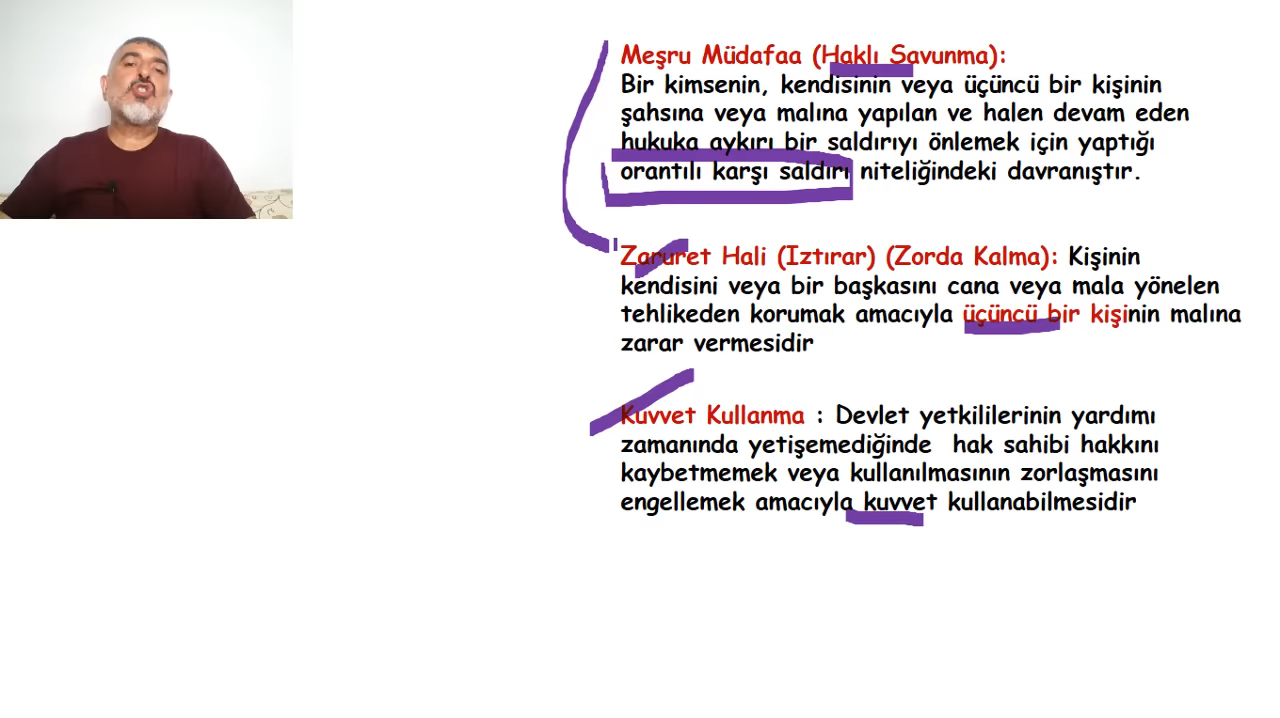 Meşru Müdafaa (Haklı Savunma):
Bir kimsenin, kendisinin veya üçüncü bir kişinin
şahsına veya malına yapılan ve halen devam eden
hukuka aykırı bir saldırıyı önlemek için yaptığı
orantılı karşı saldırı niteliğindeki davranıştır.
Zaruret Hali (Iztırar) (Zorda Kalma): Kişinin
kendisini veya bir başkasını cana veya mala yönelen
tehlikeden korumak amacıyla üçüncü bir kişinin malına
zarar vermesidir
Kuvvet Kullanma : Devlet yetkililerinin yardımı
zamanında yetişemediğinde hak sahibi hakkını
kaybetmemek veya kullanılmasının zorlaşmasını
engellemek amacıyla kuvvet kullanabilmesidir